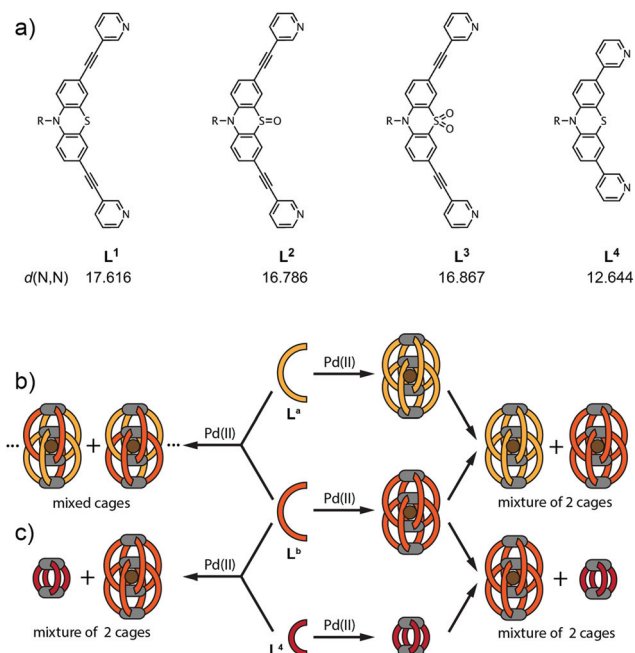 a)
N
N
N
N
R–N
S
R–N
S=O
R–N
S
O
O
R–N
S
N
N
N
N
L1
L2
L3
L4
d(N,N) 17.616 16.786 16.867 12.644
b)
Pd(II)
La
... + ...
Pd(II)
+
mixed cages
Pd(II)
mixture of 2 cages
c)
Lb
Pd(II)
+
+
mixture of 2 cages
Pd(II)
mixture of 2 cages
L4